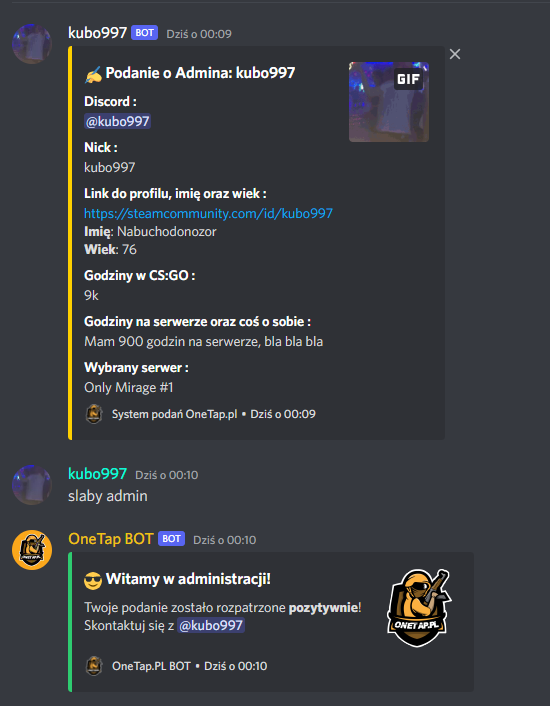 kubo997 BOT Dziś o 00:09
✍️ Podanie o Admina: kubo997
GIF
Discord :
@kubo997
Nick :
kubo997
Link do profilu, imię oraz wiek :
https://steamcommunity.com/id/kubo997
Imię: Nabuchodonozor
Wiek: 76
Godziny w CS:GO :
9k
Godziny na serwerze oraz coś o sobie :
Mam 900 godzin na serwerze, bla bla bla
Wybrany serwer :
Only Mirage #1
System podań OneTap.pl • Dziś o 00:09
kubo997 Dziś o 00:10
slaby admin
OneTap BOT BOT Dziś o 00:10
ONETAP.PL
😎 Witamy w administracji!
Twoje podanie zostało rozpatrzone pozytywnie!
Skontaktuj się z @kubo997
ONETAP.PL
OneTap.PL BOT • Dziś o 00:10